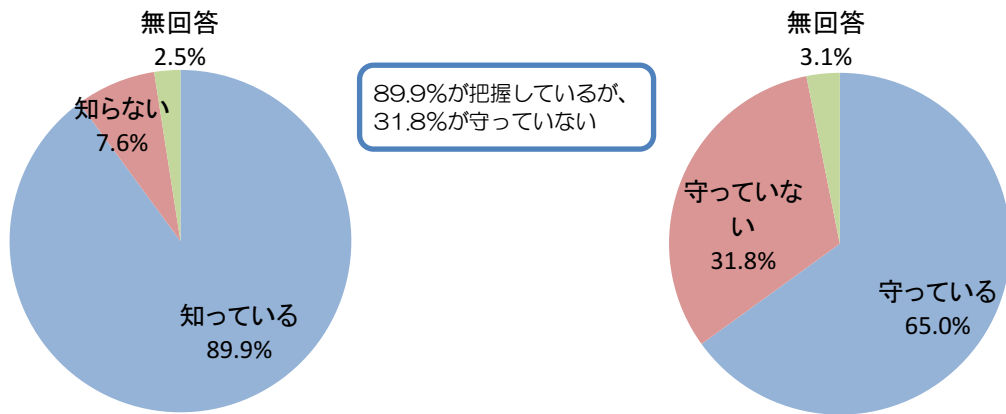 無回答
2.5%
知らない
7.6%
知っている
89.9%
89.9%が把握しているが、
31.8%が守っていない
無回答
3.1%
守っていな
い
31.8%
守っている
65.0%